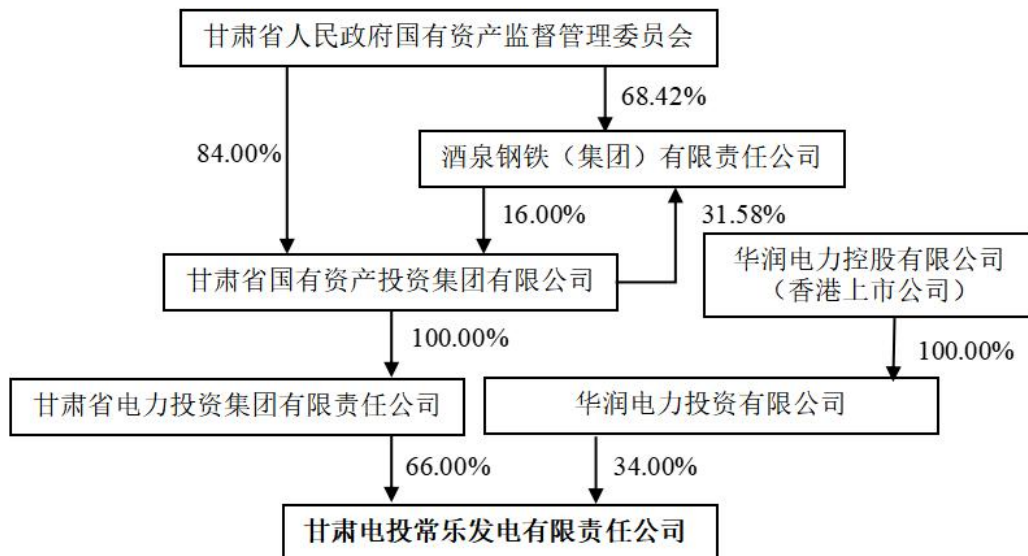 甘肃省人民政府国有资产监督管理委员会
68.42%
84.00%
酒泉钢铁（集团）有限责任公司
16.00%
31.58%
甘肃省国有资产投资集团有限公司
华润电力控股有限公司
（香港上市公司）
100.00%
100.00%
甘肃省电力投资集团有限责任公司
华润电力投资有限公司
66.00%
34.00%
甘肃电投常乐发电有限责任公司